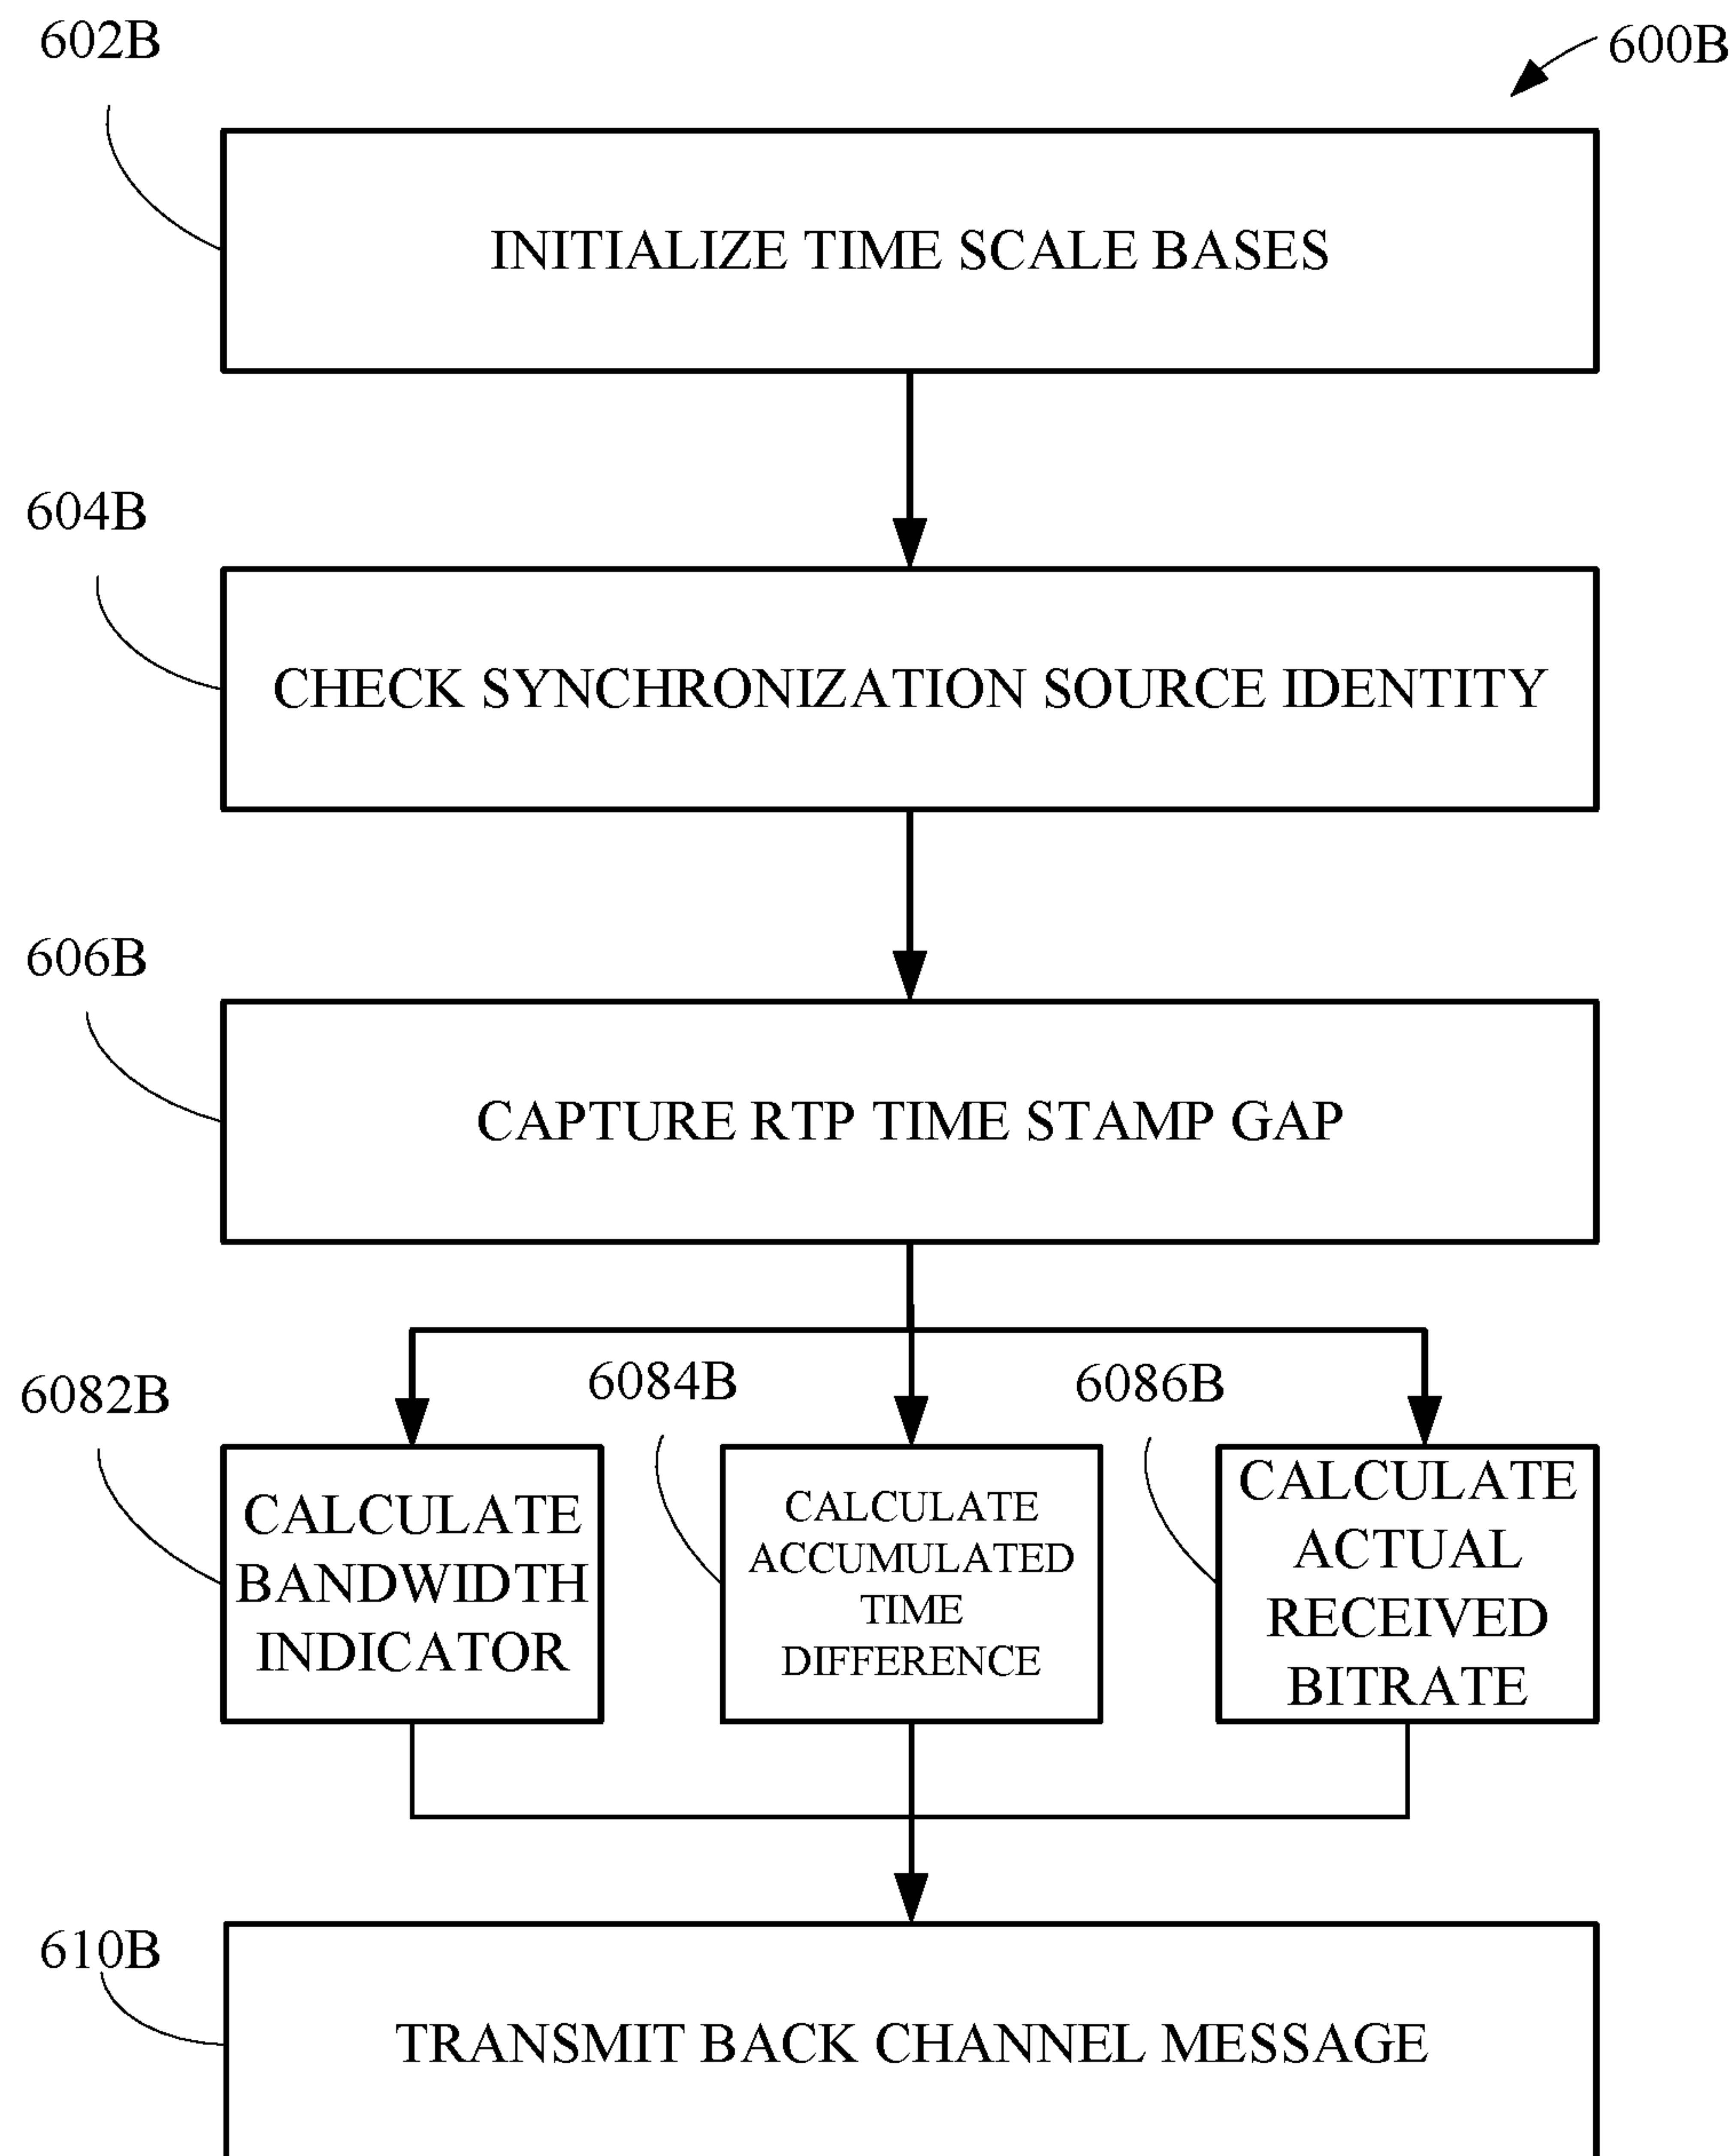 602B
600B
INITIALIZE TIME SCALE BASES
604B
CHECK SYNCHRONIZATION SOURCE IDENTITY
606B
CAPTURE RTP TIME STAMP GAP
6082B
6084B
6086B
CALCULATE
BANDWIDTH
INDICATOR
CALCULATE
ACCUMULATED
TIME
DIFFERENCE
CALCULATE
ACTUAL
RECEIVED
BITRATE
610B
TRANSMIT BACK CHANNEL MESSAGE